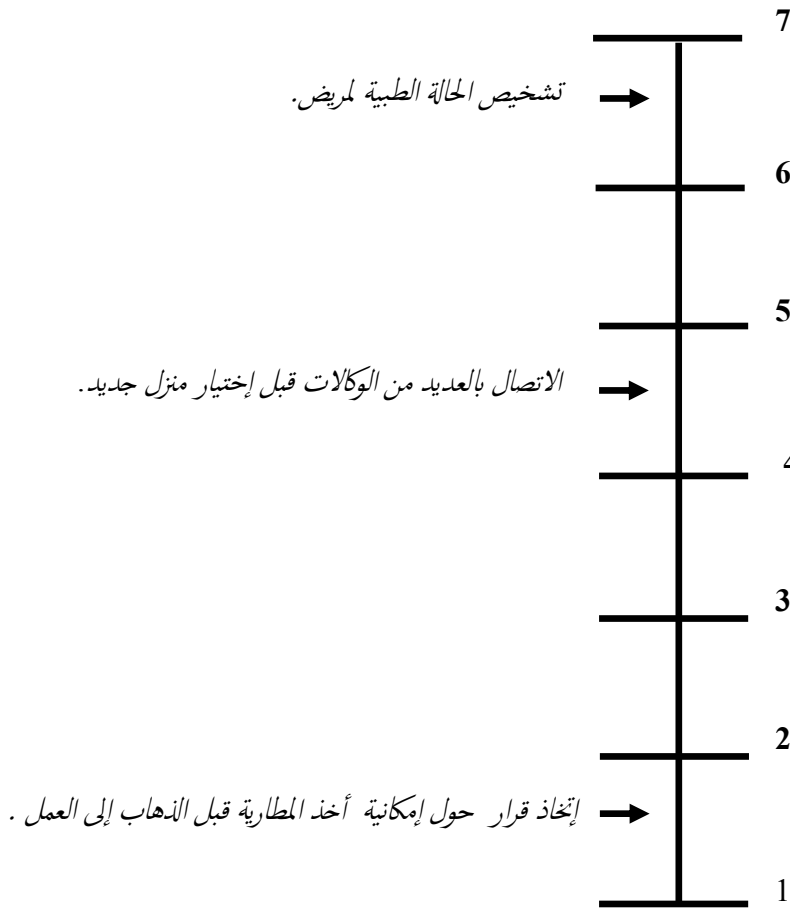 7
تشخيص الحالة الطبية لمريض.
6
5
الاتصال بالعديد من الوكالات قبل إختيار منزل جديد.
4
3
2
إتخاذ قرار حول إمكانية أخذ المطارية قبل الذهاب إلى العمل .
1